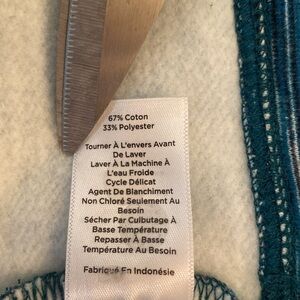 67% Coton
33% Polyester
Tourner À L'envers Avant
De Laver
Laver À La Machine À
L'eau Froide
Cycle Délicat
Agent De Blanchiment
Non Chloré Seulement Au
Besoin
Sécher Par Culbutage À
Basse Température
Repasser À Basse
Température Au Besoin
Fabriqué En Indonésie